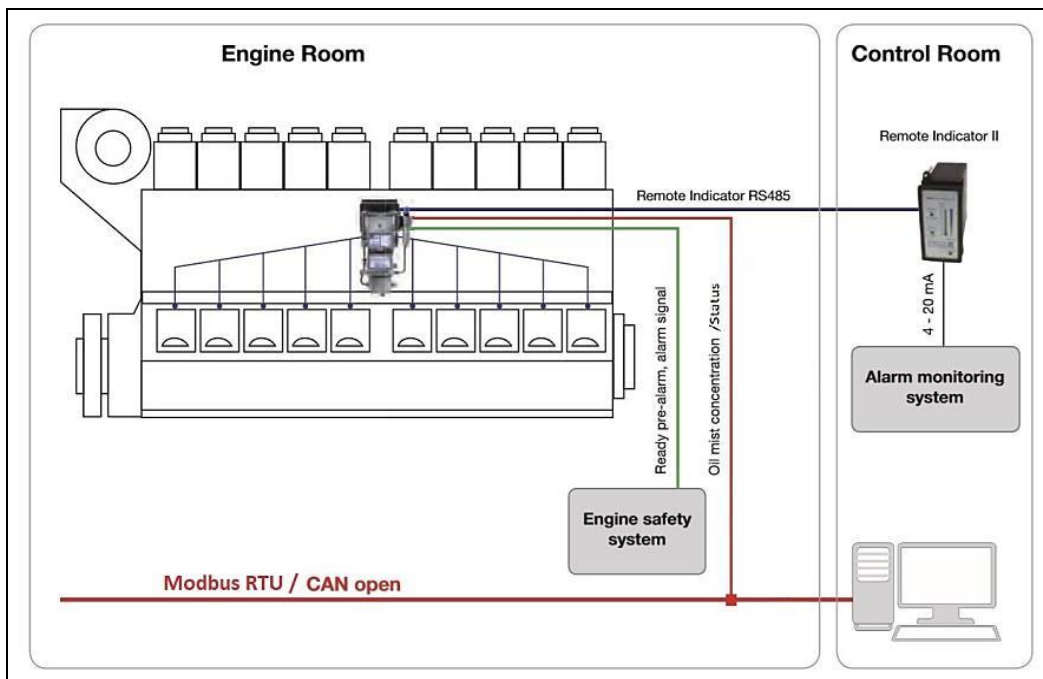 Engine Room
Control Room
Remote Indicator II
Remote Indicator RS485
4 - 20 mA
Alarm monitoring
system
Ready pre-alarm, alarm signal
Oil mist concentration /Status
Engine safety
system
Modbus RTU / CAN open